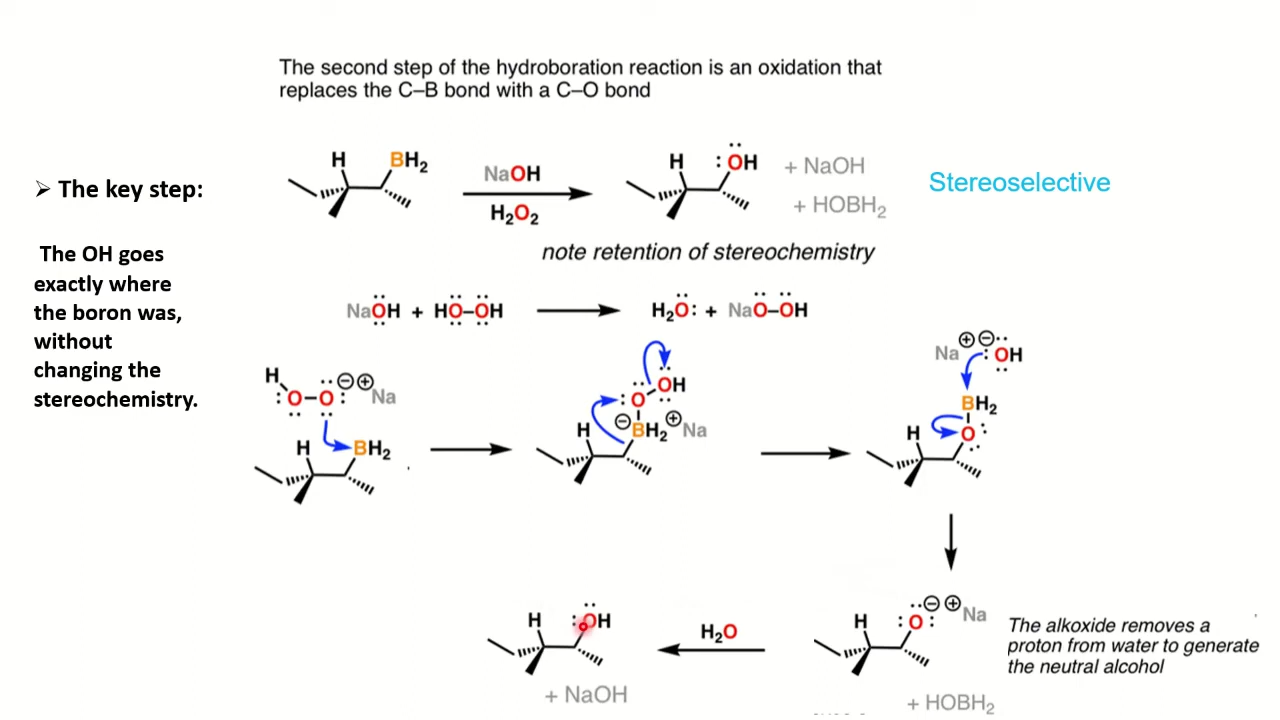 The second step of the hydroboration reaction is an oxidation that
replaces the C–B bond with a C–O bond
➢ The key step:
The OH goes
exactly where
the boron was,
without
changing the
stereochemistry.
H BH₂
NaOH
H₂O₂
H :OH + NaOH
+ HOBH₂
Stereoselective
note retention of stereochemistry
NaOH + HO–OH H₂O: + NaO–OH
H
:O–O: ⊖⊕ Na
H BH₂
OH
:O
H ⊖ BH₂ ⊕ Na
Na ⊕ ⊖ :OH
BH₂
H O:
H :O: ⊖⊕ Na
+ HOBH₂
The alkoxide removes a
proton from water to generate
the neutral alcohol
H₂O
H :OH
+ NaOH